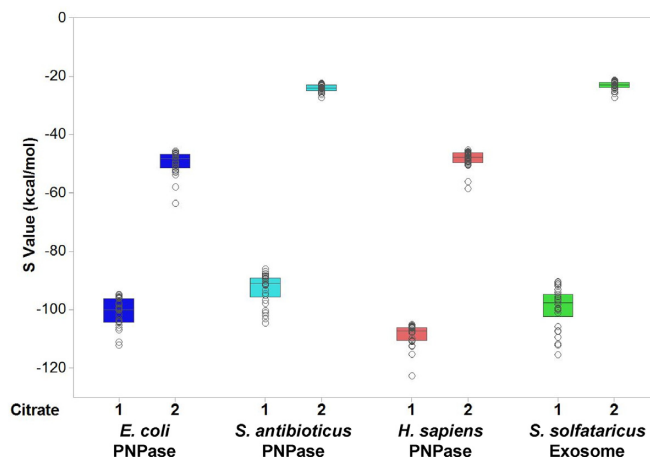 0
-20
-40
-60
-80
-100
-120
S Value (kcal/mol)
Citrate 1 2 1 2 1 2 1 2
E. coli S. antibioticus H. sapiens S. solfataricus
PNPase PNPase PNPase Exosome